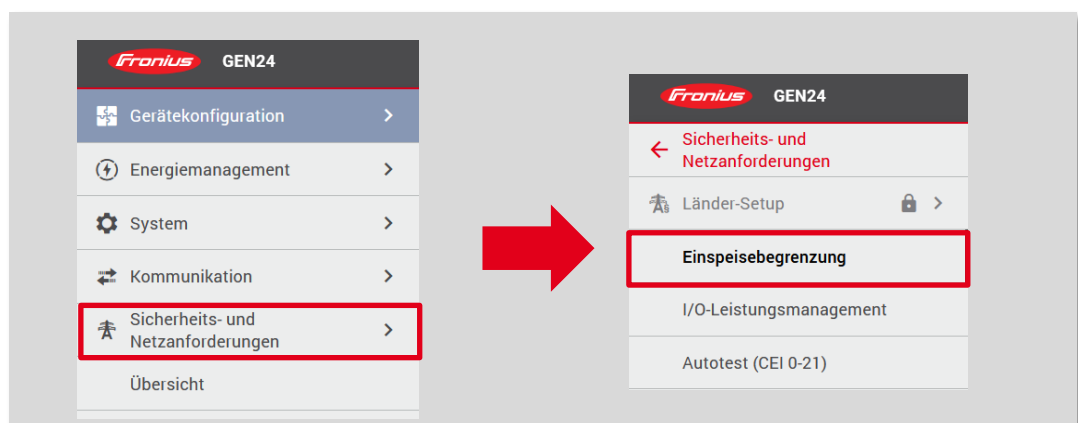 Fronius GEN24
Gerätekonfiguration
Energiemanagement
System
Kommunikation
Sicherheits- und
Netzanforderungen
Übersicht
Fronius GEN24
Sicherheits- und
Netzanforderungen
Länder-Setup
Einspeisebegrenzung
I/O-Leistungsmanagement
Autotest (CEI 0-21)